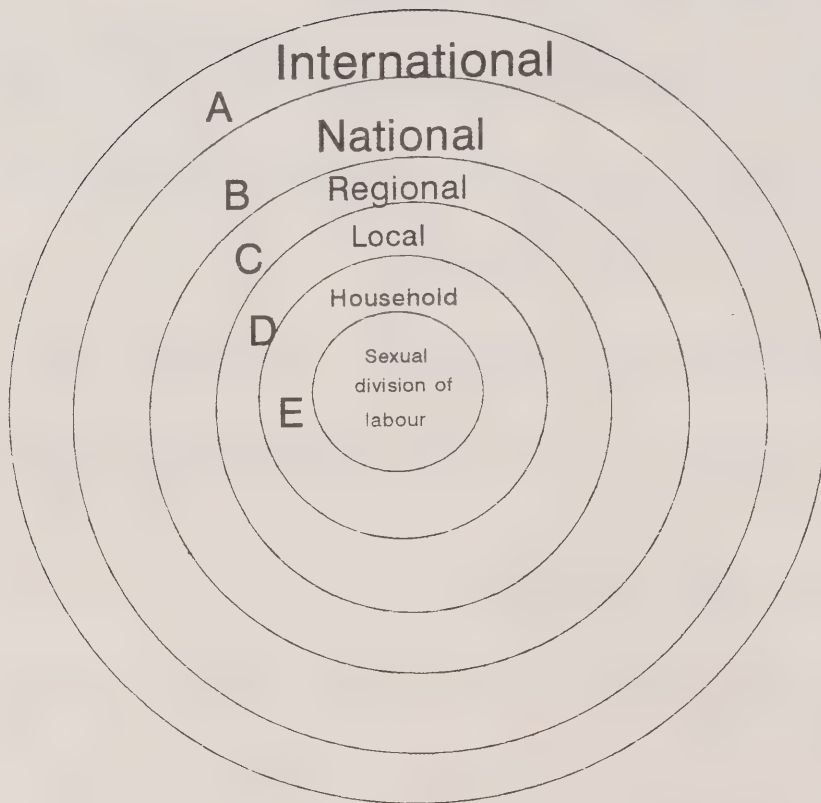 International
A
National
B
Regional
C
Local
D
Household
E
Sexual
division of
labour